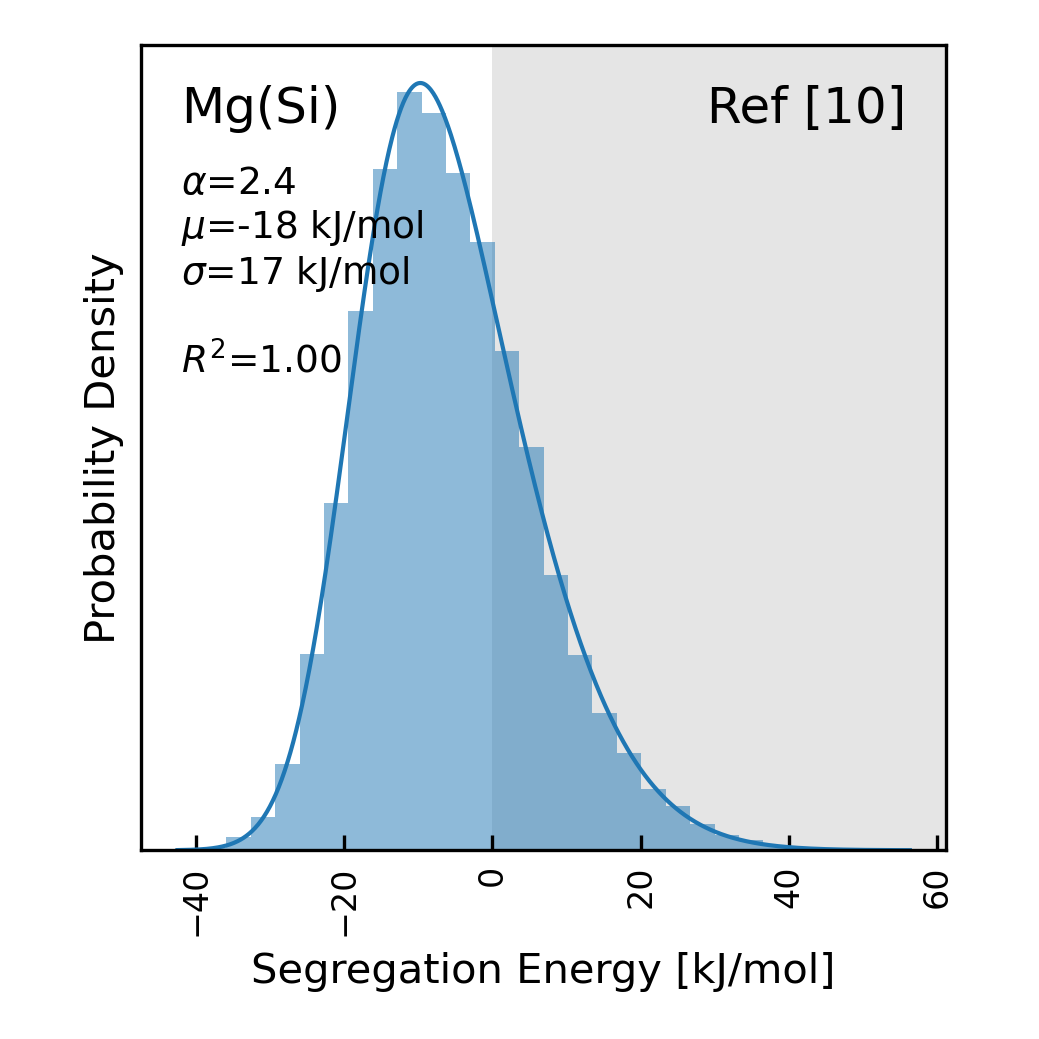 Mg(Si)
Ref [10]
α=2.4
μ=-18 kJ/mol
σ=17 kJ/mol
R²=1.00
Probability Density
−40
−20
0
20
40
60
Segregation Energy [kJ/mol]